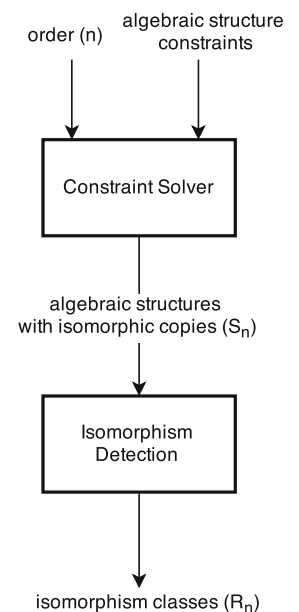 order (n)
algebraic structure
constraints
Constraint Solver
algebraic structures
with isomorphic copies (Sn)
Isomorphism
Detection
isomorphism classes (Rn)